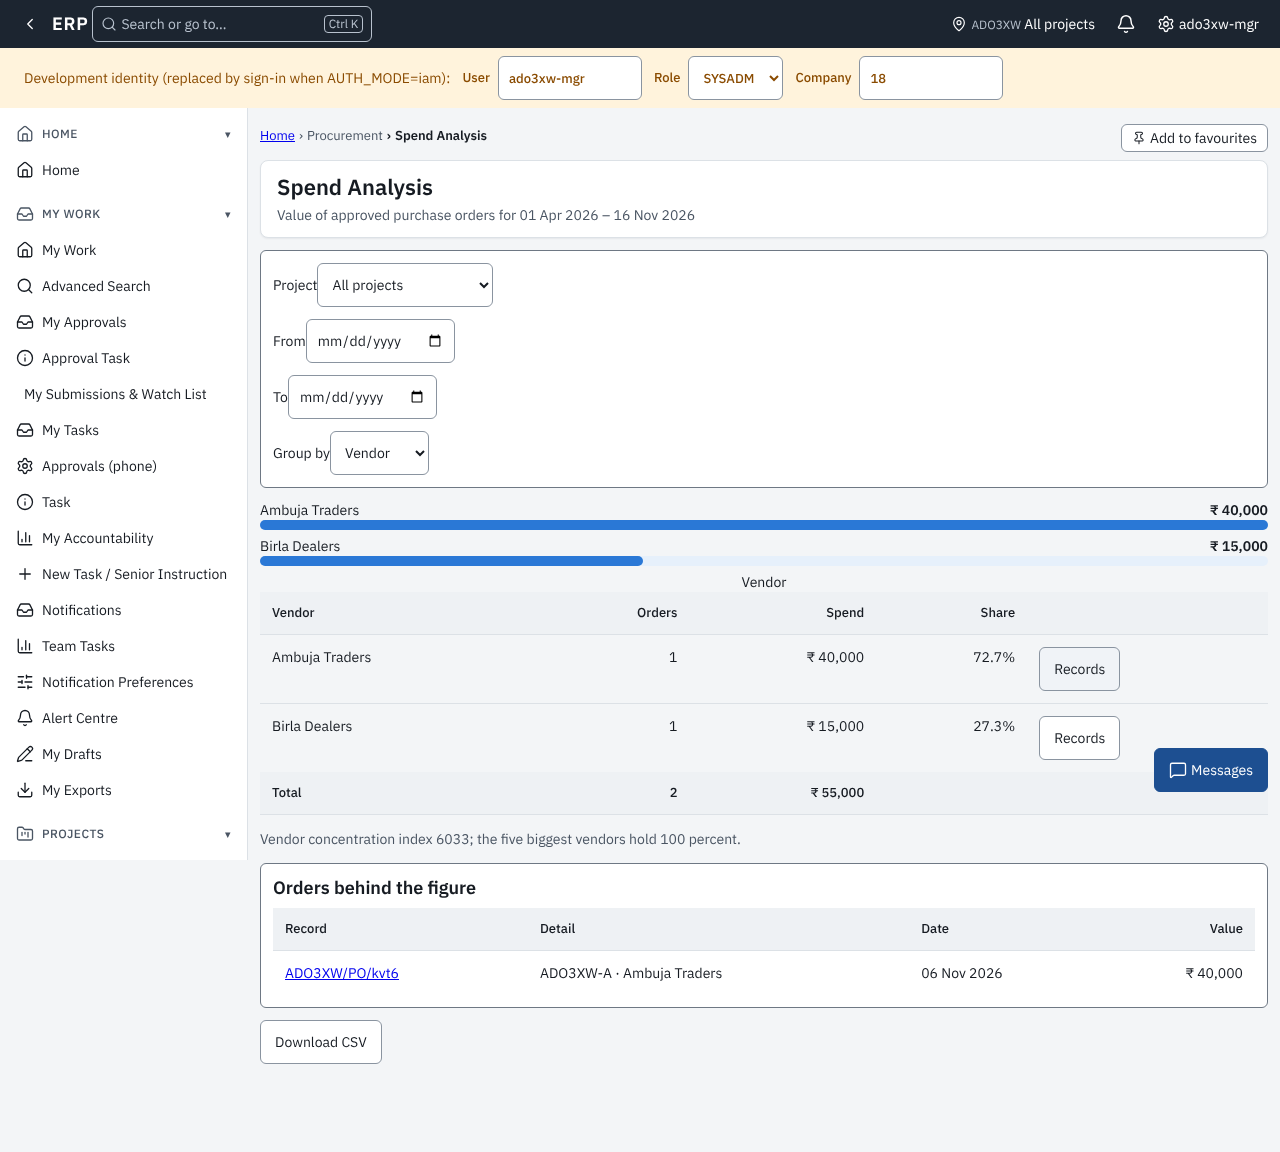 ERP
Search or go to...
Ctrl K
ADO3XW All projects
ado3xw-mgr
Development identity (replaced by sign-in when AUTH_MODE=iam): User ado3xw-mgr Role SYSADM Company 18
HOME
Home
MY WORK
My Work
Advanced Search
My Approvals
Approval Task
My Submissions & Watch List
My Tasks
Approvals (phone)
Task
My Accountability
New Task / Senior Instruction
Notifications
Team Tasks
Notification Preferences
Alert Centre
My Drafts
My Exports
PROJECTS
Home › Procurement › Spend Analysis
Add to favourites
Spend Analysis
Value of approved purchase orders for 01 Apr 2026 – 16 Nov 2026
Project All projects
From mm/dd/yyyy
To mm/dd/yyyy
Group by Vendor
Ambuja Traders ₹ 40,000
Birla Dealers ₹ 15,000
Vendor
Vendor Orders Spend Share
Ambuja Traders 1 ₹ 40,000 72.7% Records
Birla Dealers 1 ₹ 15,000 27.3% Records
Messages
Total 2 ₹ 55,000
Vendor concentration index 6033; the five biggest vendors hold 100 percent.
Orders behind the figure
Record Detail Date Value
ADO3XW/PO/kvt6 ADO3XW-A · Ambuja Traders 06 Nov 2026 ₹ 40,000
Download CSV